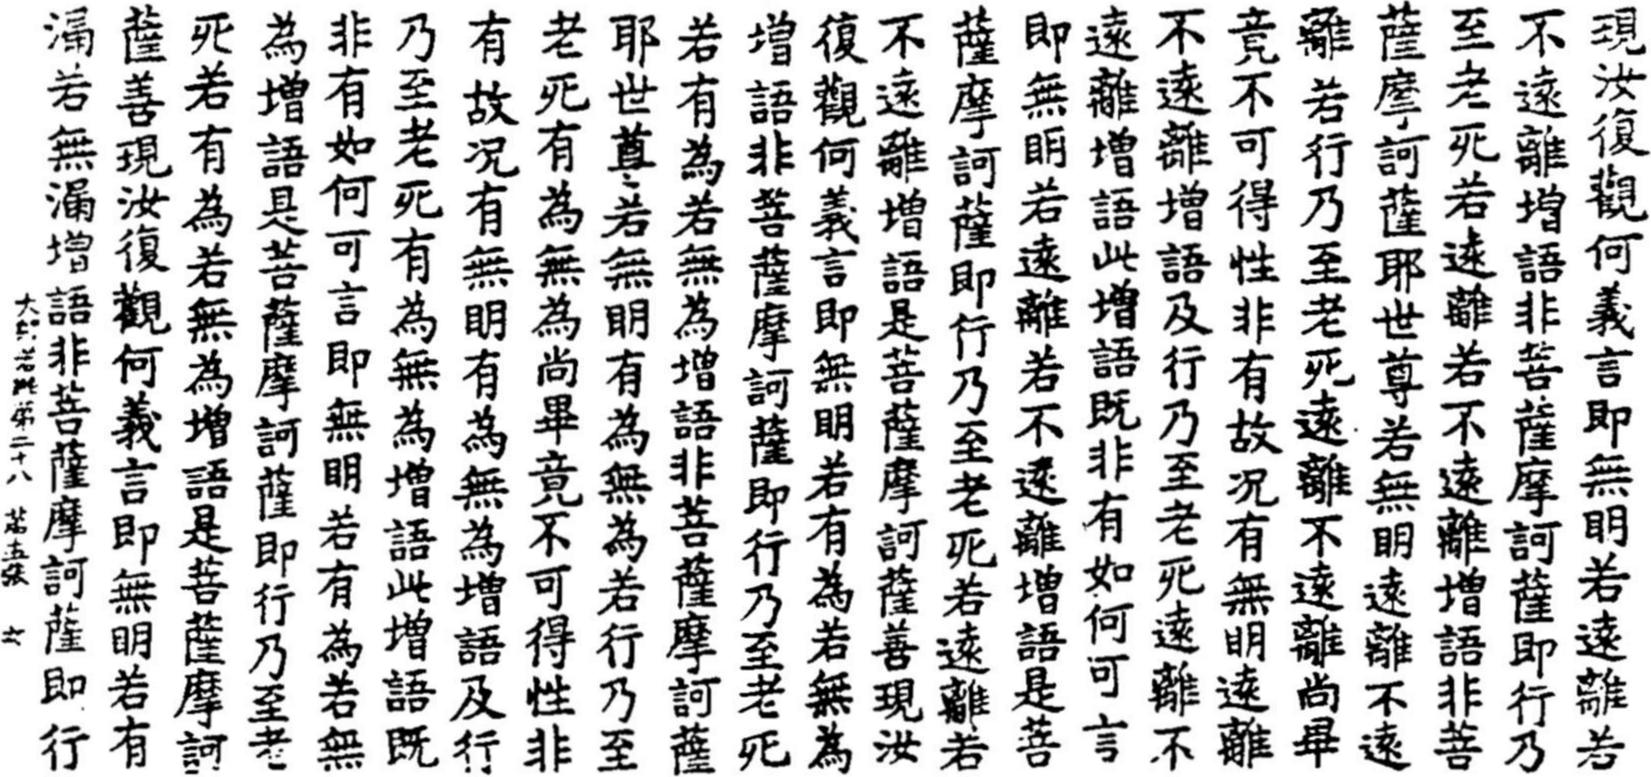 現汝復觀何義言即無明若遠離若
不遠離增語非菩薩摩訶薩即行乃
至老死若遠離若不遠離增語非菩
薩摩訶薩耶世尊若無明遠離不遠
離若行乃至老死遠離不遠離尚畢
竟不可得性非有故况有無明遠離
不遠離增語及行乃至老死遠離不
遠離增語此增語既非有如何可言
即無明若遠離若不遠離增語是菩
薩摩訶薩即行乃至老死若遠離若
不遠離增語是菩薩摩訶薩善現汝
復觀何義言即無明若有為若無為
增語非菩薩摩訶薩即行乃至老死
若有為若無為增語非菩薩摩訶薩
耶世尊若無明有為無為若行乃至
老死有為無為尚畢竟不可得性非
有故况有無明有為無為增語及行
乃至老死有為無為增語此增語既
非有如何可言即無明若有為若無
為增語是菩薩摩訶薩即行乃至老
死若有為若無為增語是菩薩摩訶
薩善現汝復觀何義言即無明若有
漏若無漏增語非菩薩摩訶薩即行
大般若經第二十八 第五張